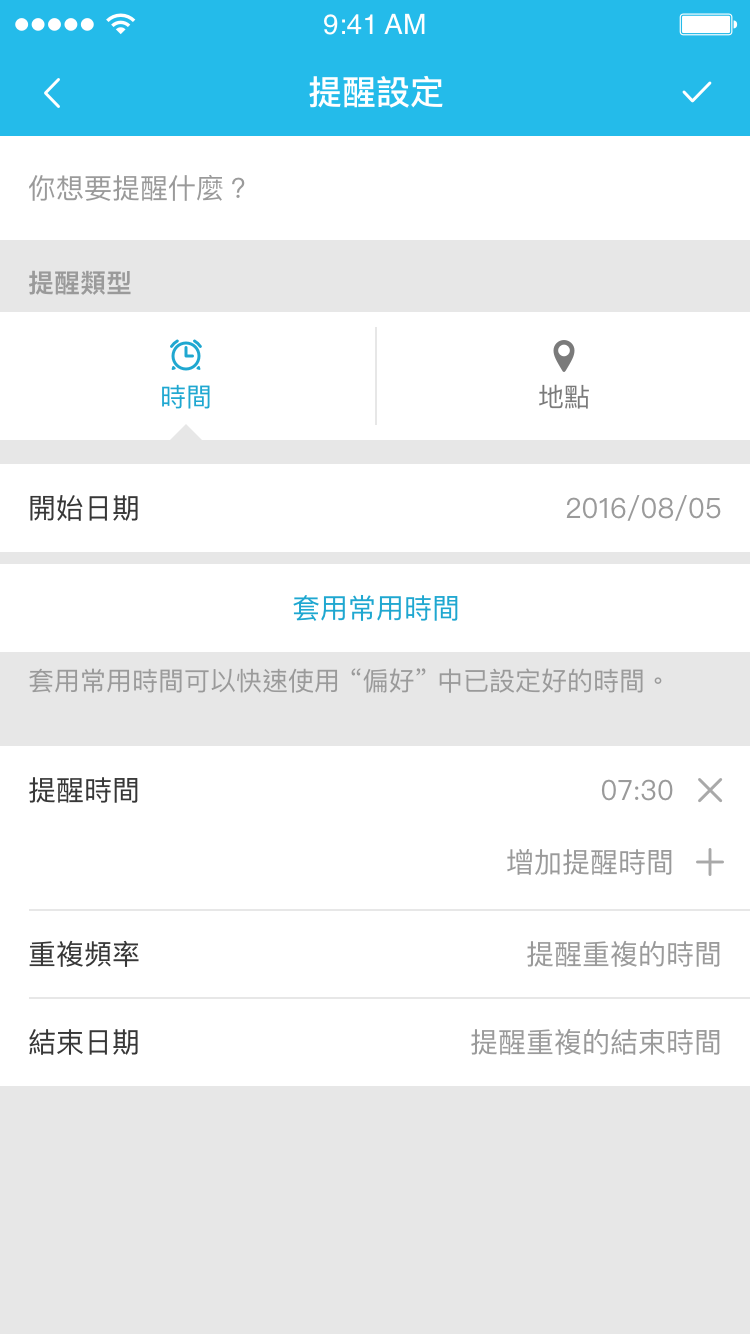 9:41 AM
提醒設定
你想要提醒什麼？
提醒類型
時間
地點
開始日期 2016/08/05
套用常用時間
套用常用時間可以快速使用“偏好”中已設定好的時間。
提醒時間 07:30
增加提醒時間
重複頻率 提醒重複的時間
結束日期 提醒重複的結束時間